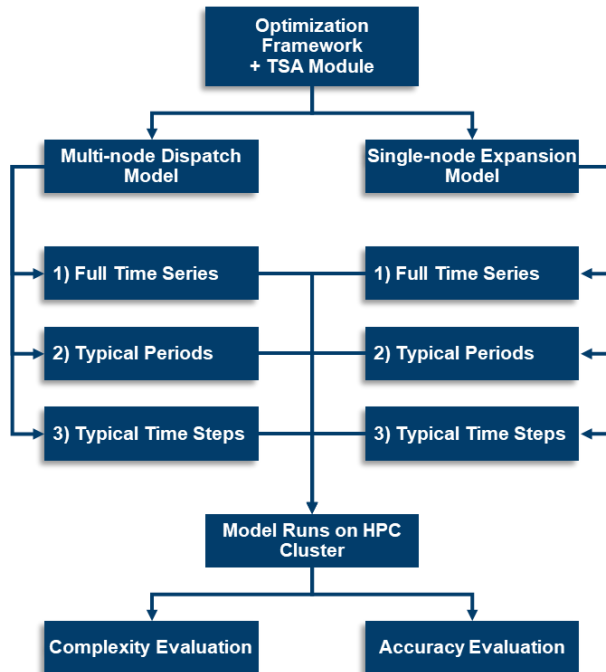 Optimization
Framework
+ TSA Module
Multi-node Dispatch
Model
Single-node Expansion
Model
1) Full Time Series
1) Full Time Series
2) Typical Periods
2) Typical Periods
3) Typical Time Steps
3) Typical Time Steps
Model Runs on HPC
Cluster
Complexity Evaluation
Accuracy Evaluation